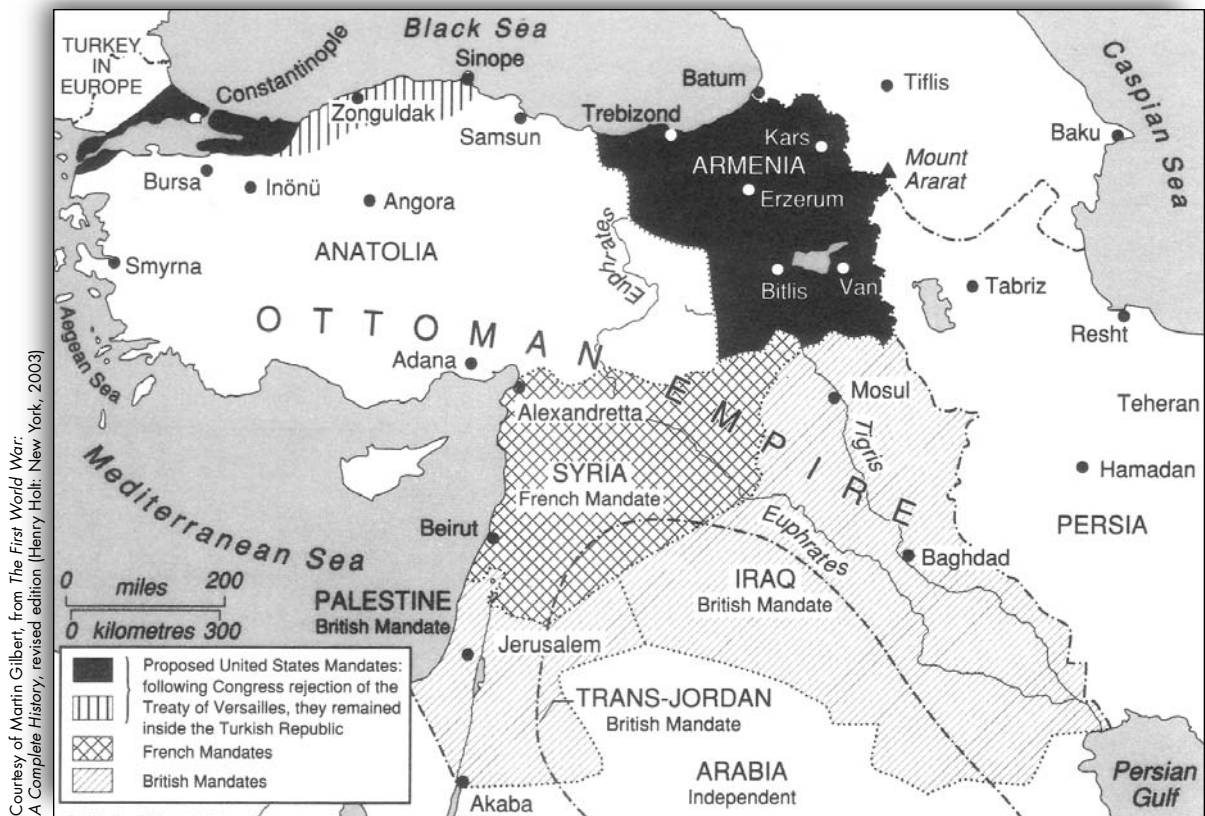 Black Sea
TURKEY
IN
EUROPE
Constantinople
Sinope
Zonguldak
Samsun
Trebizond
Batum
Tiflis
Caspian Sea
Baku
Kars
ARMENIA
Mount
Ararat
Erzerum
Bursa
Inönü
Angora
ANATOLIA
Euphrates
Smyrna
Bitlis
Van
Tabriz
Resht
Aegean Sea
OTTOMAN EMPIRE
Adana
Alexandretta
Mosul
Tigris
Teheran
Hamadan
PERSIA
SYRIA
French Mandate
Mediterranean Sea
Beirut
Euphrates
Baghdad
IRAQ
British Mandate
0 miles 200
0 kilometres 300
PALESTINE
British Mandate
Jerusalem
TRANS-JORDAN
British Mandate
ARABIA
Independent
Akaba
Persian
Gulf
Proposed United States Mandates:
following Congress rejection of the
Treaty of Versailles, they remained
inside the Turkish Republic
French Mandates
British Mandates
Courtesy of Martin Gilbert, from The First World War:
A Complete History, revised edition (Henry Holt: New York, 2003)